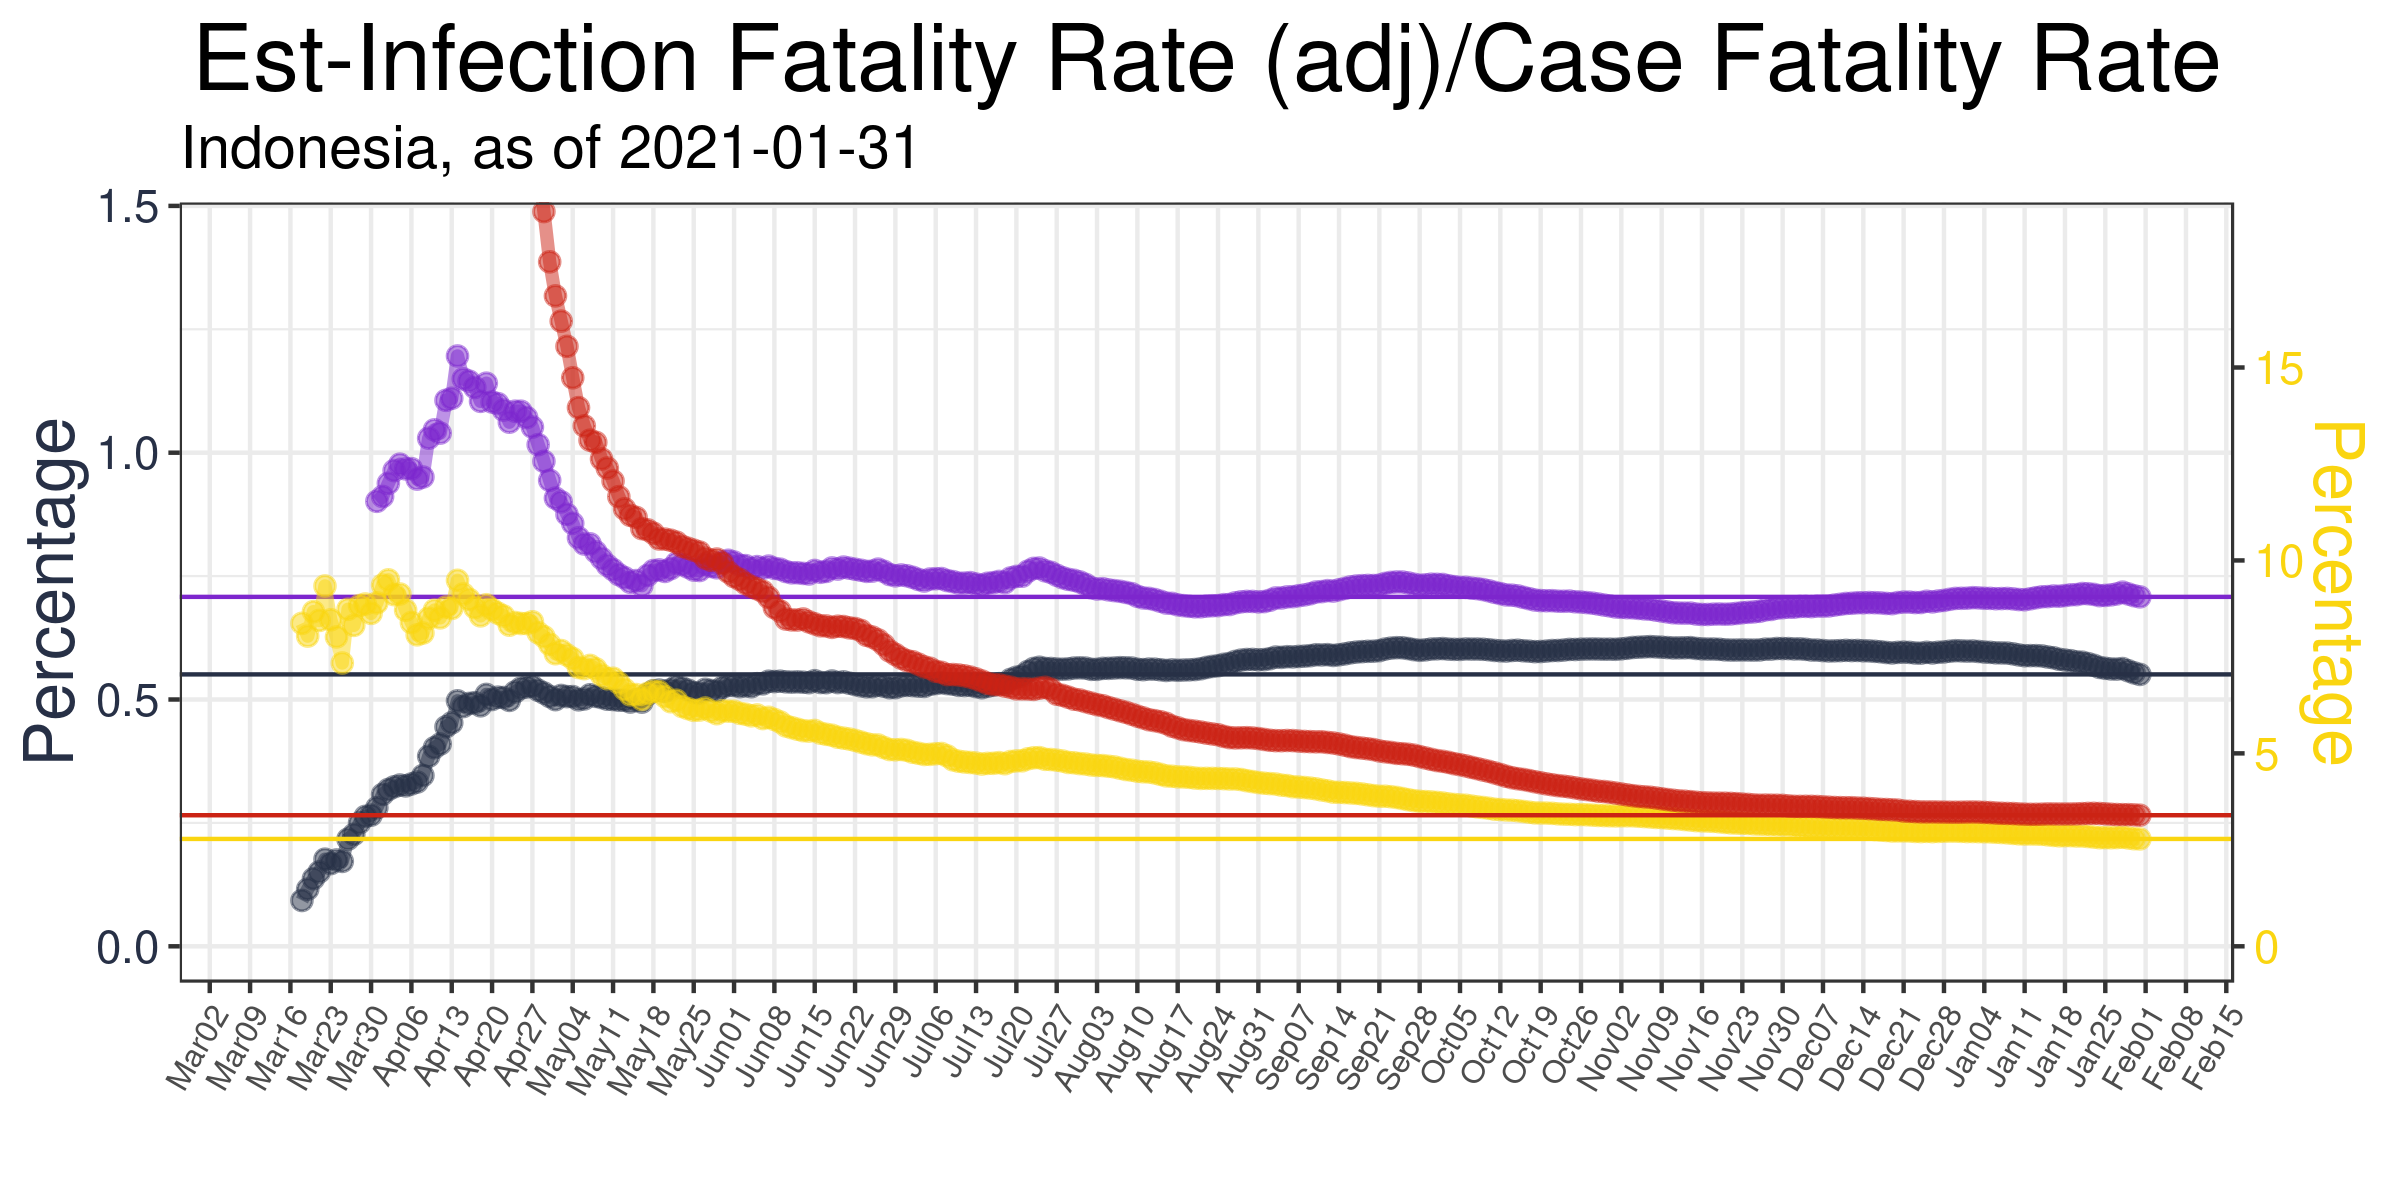 Est-Infection Fatality Rate (adj)/Case Fatality Rate
Indonesia, as of 2021-01-31
Percentage
1.5
1.0
0.5
0.0
15
10
5
0
Percentage
Mar02
Mar09
Mar16
Mar23
Mar30
Apr06
Apr13
Apr20
Apr27
May04
May11
May18
May25
Jun01
Jun08
Jun15
Jun22
Jun29
Jul06
Jul13
Jul20
Jul27
Aug03
Aug10
Aug17
Aug24
Aug31
Sep07
Sep14
Sep21
Sep28
Oct05
Oct12
Oct19
Oct26
Nov02
Nov09
Nov16
Nov23
Nov30
Dec07
Dec14
Dec21
Dec28
Jan04
Jan11
Jan18
Jan25
Feb01
Feb08
Feb15